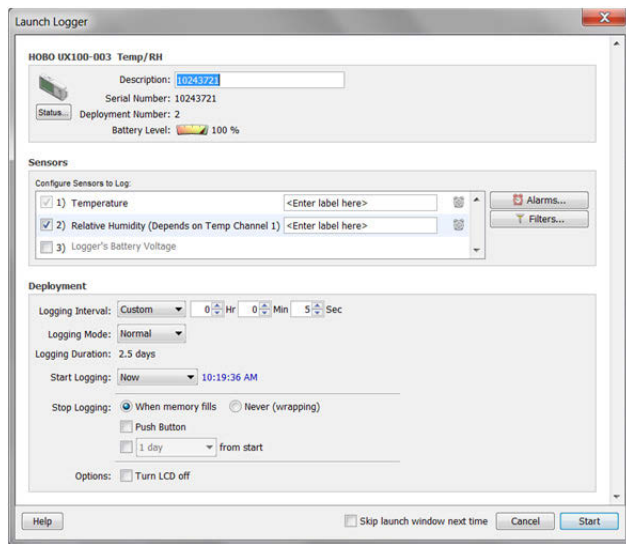 Launch Logger
HOBO UX100-003 Temp/RH
Description: 10243721
Serial Number: 10243721
Status... Deployment Number: 2
Battery Level: 100 %
Sensors
Configure Sensors to Log:
1) Temperature <Enter label here> Alarms...
2) Relative Humidity (Depends on Temp Channel 1) <Enter label here> Filters...
3) Logger's Battery Voltage
Deployment
Logging Interval: Custom 0 Hr 0 Min 5 Sec
Logging Mode: Normal
Logging Duration: 2.5 days
Start Logging: Now 10:19:36 AM
Stop Logging: When memory fills Never (wrapping)
Push Button
1 day from start
Options: Turn LCD off
Help Skip launch window next time Cancel Start